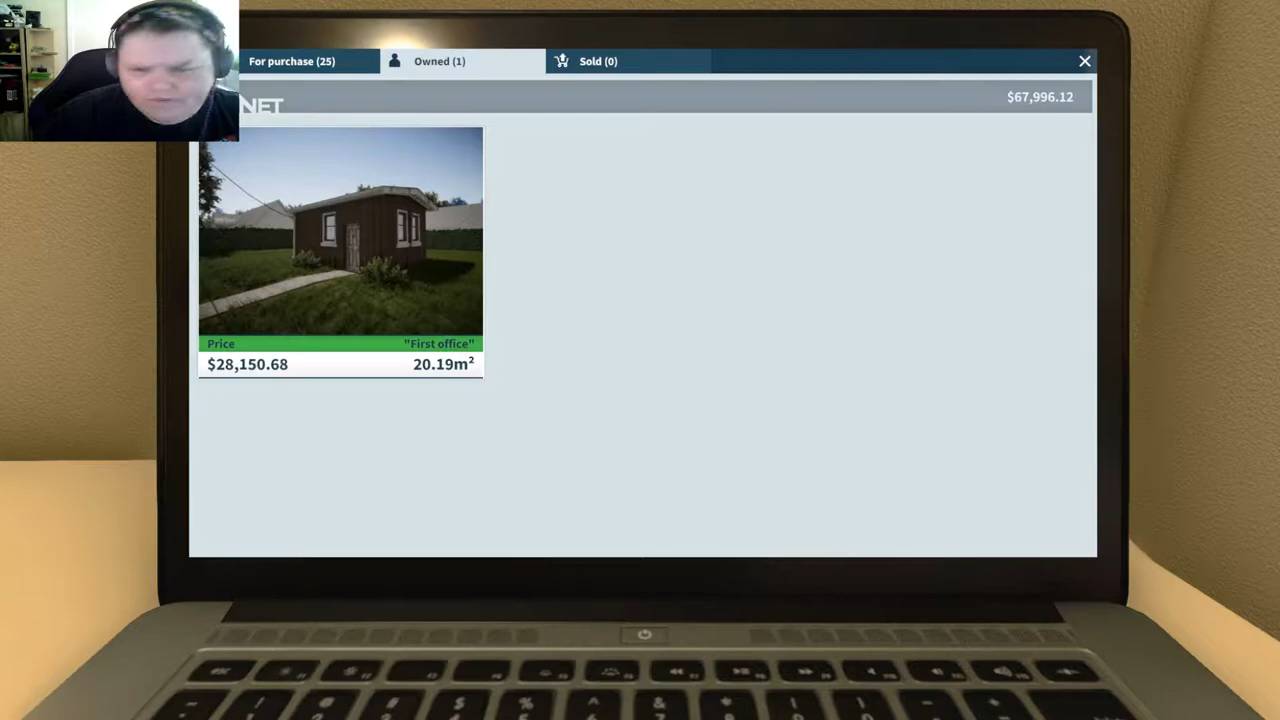 For purchase (25)
Owned (1)
Sold (0)
NET
$67,996.12
Price
"First office"
$28,150.68
20.19m²